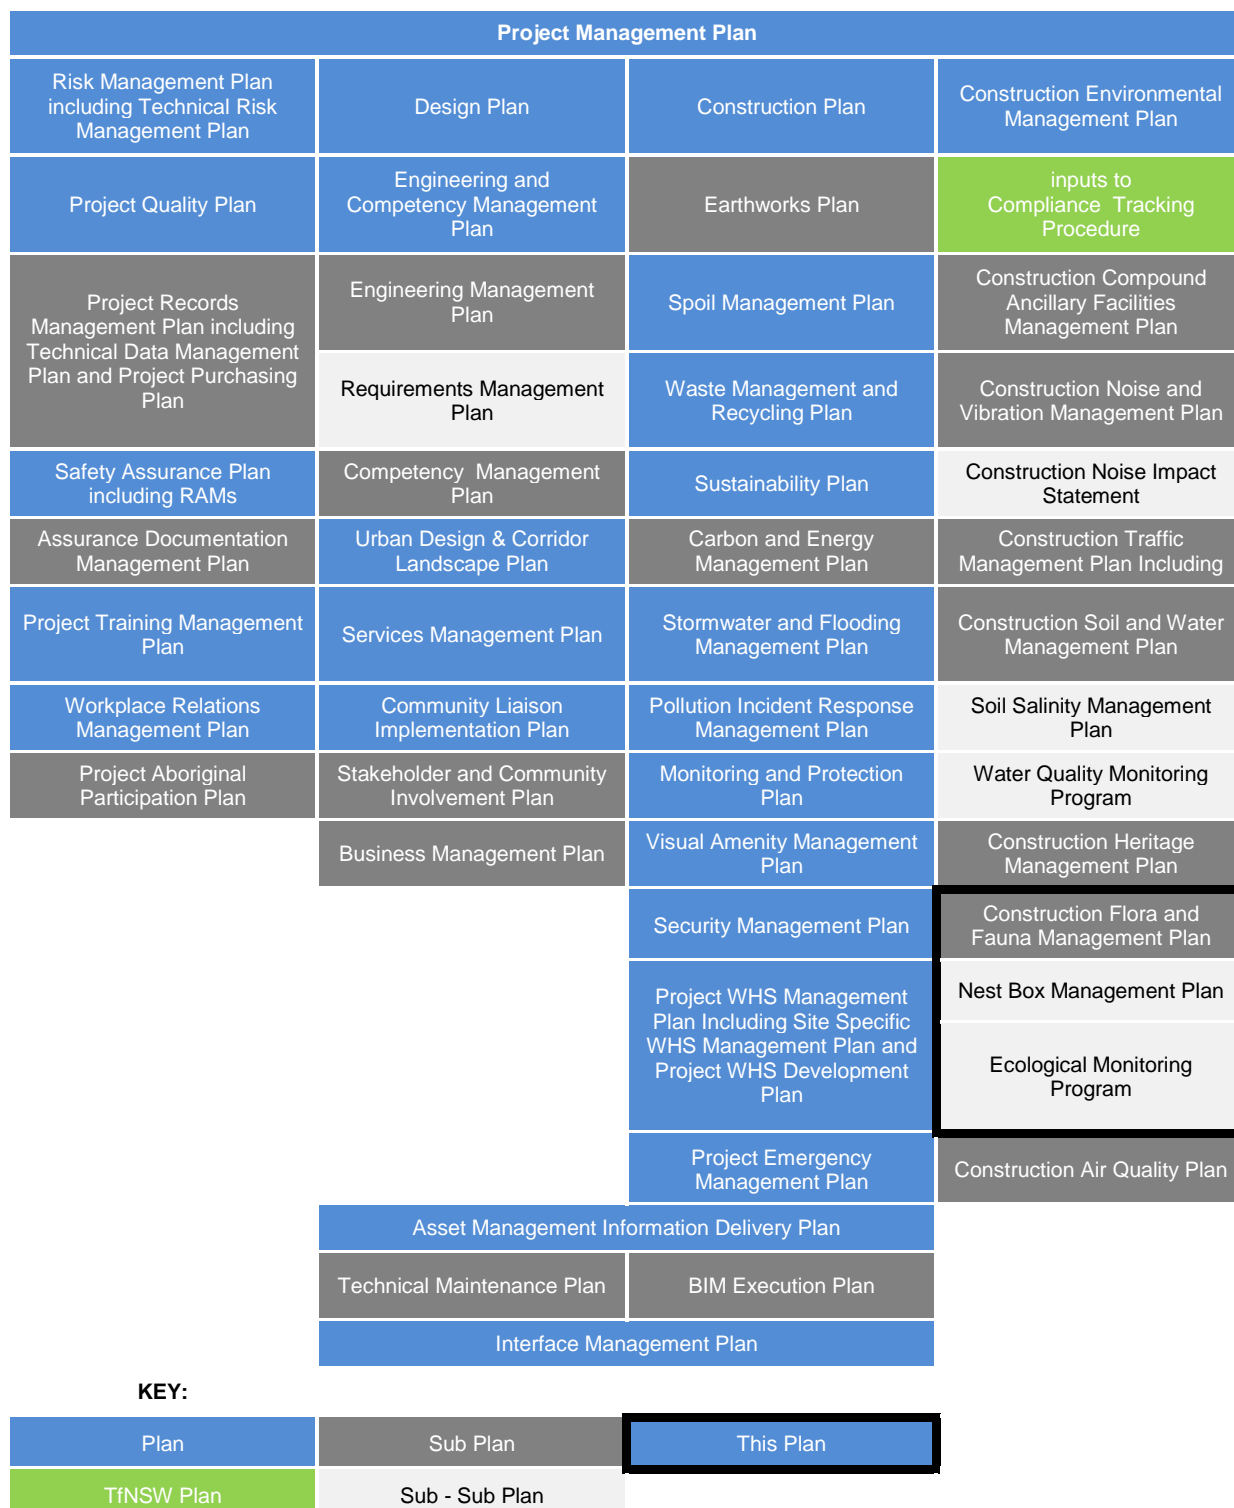 Project Management Plan
Risk Management Plan
including Technical Risk
Management Plan
Design Plan
Construction Plan
Construction Environmental
Management Plan
Project Quality Plan
Engineering and
Competency Management
Plan
Earthworks Plan
inputs to
Compliance Tracking
Procedure
Project Records
Management Plan including
Technical Data Management
Plan and Project Purchasing
Plan
Engineering Management
Plan
Spoil Management Plan
Construction Compound
Ancillary Facilities
Management Plan
Requirements Management
Plan
Waste Management and
Recycling Plan
Construction Noise and
Vibration Management Plan
Safety Assurance Plan
including RAMs
Competency Management
Plan
Sustainability Plan
Construction Noise Impact
Statement
Assurance Documentation
Management Plan
Urban Design & Corridor
Landscape Plan
Carbon and Energy
Management Plan
Construction Traffic
Management Plan Including
Project Training Management
Plan
Services Management Plan
Stormwater and Flooding
Management Plan
Construction Soil and Water
Management Plan
Workplace Relations
Management Plan
Community Liaison
Implementation Plan
Pollution Incident Response
Management Plan
Soil Salinity Management
Plan
Project Aboriginal
Participation Plan
Stakeholder and Community
Involvement Plan
Monitoring and Protection
Plan
Water Quality Monitoring
Program
Business Management Plan
Visual Amenity Management
Plan
Construction Heritage
Management Plan
Security Management Plan
Construction Flora and
Fauna Management Plan
Project WHS Management
Plan Including Site Specific
WHS Management Plan and
Project WHS Development
Plan
Nest Box Management Plan
Ecological Monitoring
Program
Project Emergency
Management Plan
Construction Air Quality Plan
Asset Management Information Delivery Plan
Technical Maintenance Plan
BIM Execution Plan
Interface Management Plan
KEY:
Plan
Sub Plan
This Plan
TfNSW Plan
Sub - Sub Plan